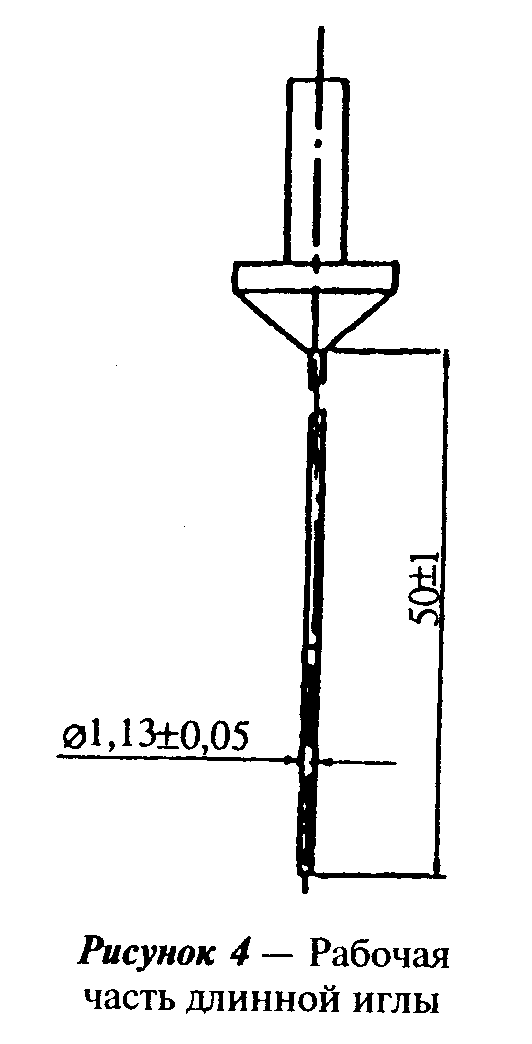 50±1
⌀1,13±0,05
Рисунок 4 — Рабочая
часть длинной иглы